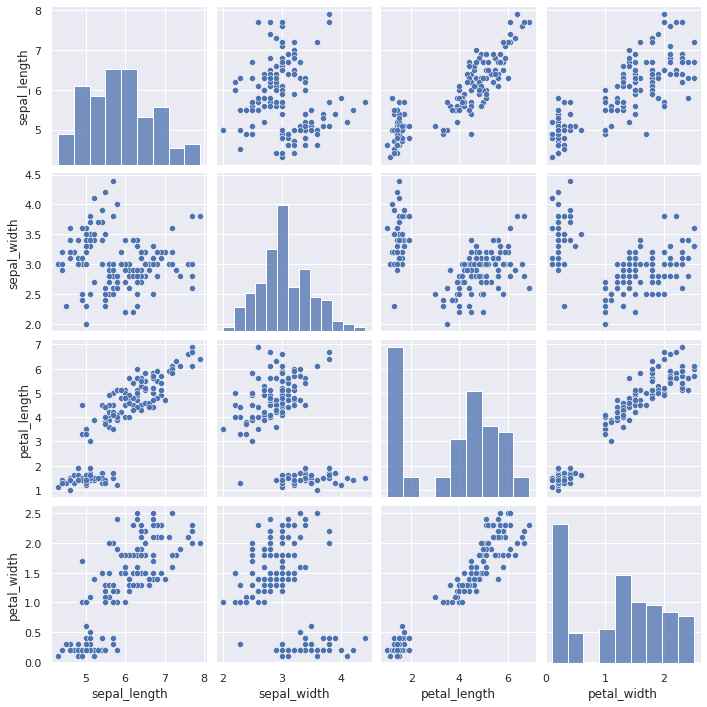 sepal_length
8
7
6
5
sepal_width
4.5
4.0
3.5
3.0
2.5
2.0
petal_length
7
6
5
4
3
2
1
petal_width
2.5
2.0
1.5
1.0
0.5
0.0
5 6 7 8
2 3 4
2 4 6
0 1 2
sepal_length sepal_width petal_length petal_width